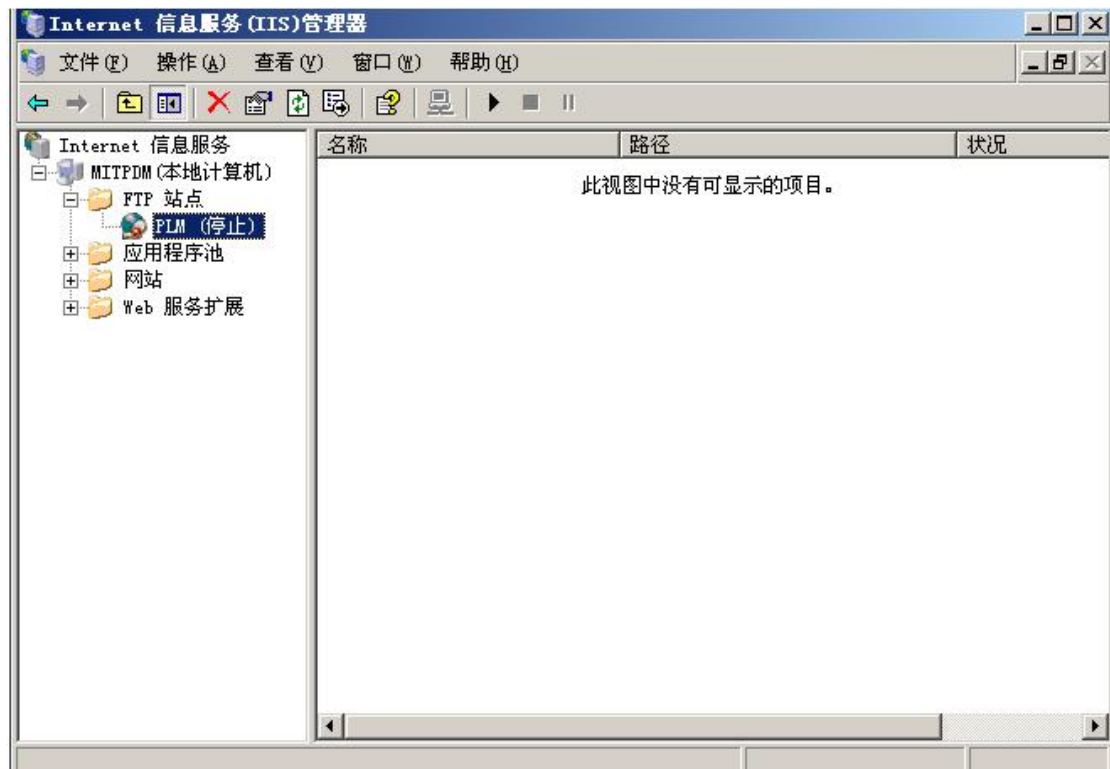 Internet 信息服务(IIS)管理器
文件(F) 操作(A) 查看(V) 窗口(W) 帮助(H)
Internet 信息服务
MITPDM(本地计算机)
FTP 站点
PLM (停止)
应用程序池
网站
Web 服务扩展
名称 路径 状况
此视图中没有可显示的项目。